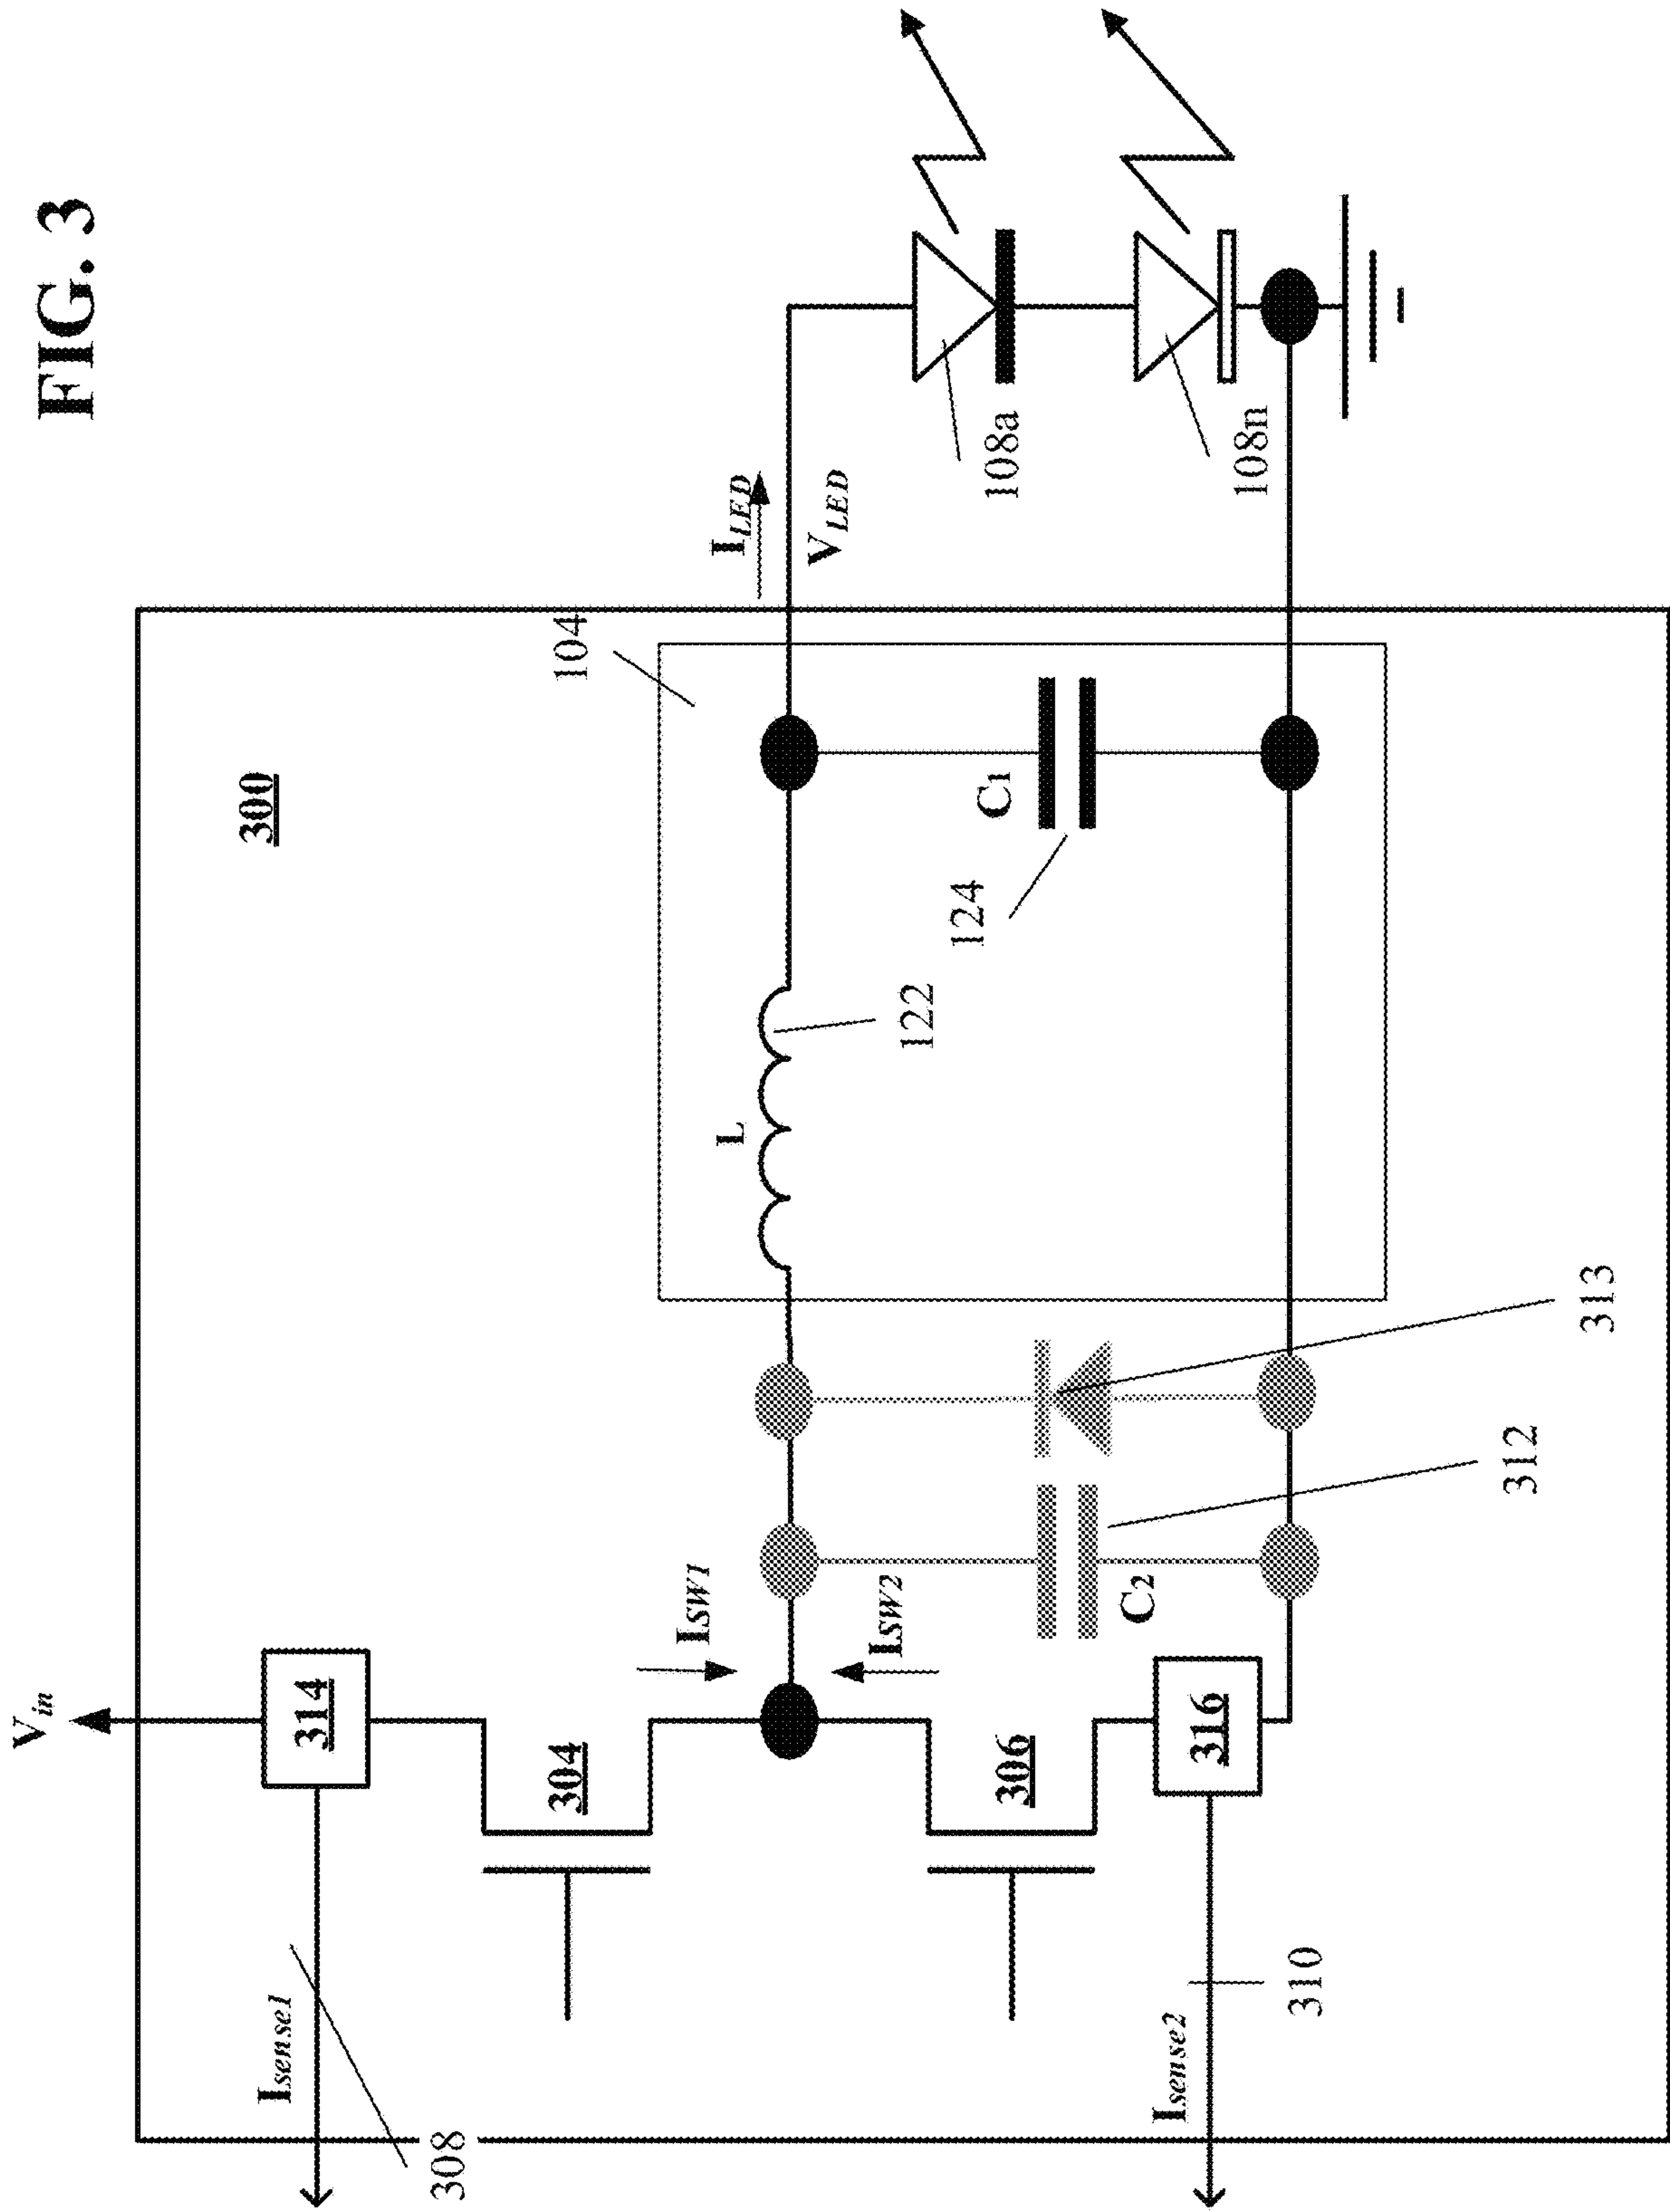 FIG. 3
Vin
300
314
Isense1
308
304
ISW1
ISW2
306
316
Isense2
310
C2
312
313
L
122
104
C1
124
ILED
VLED
108a
108n